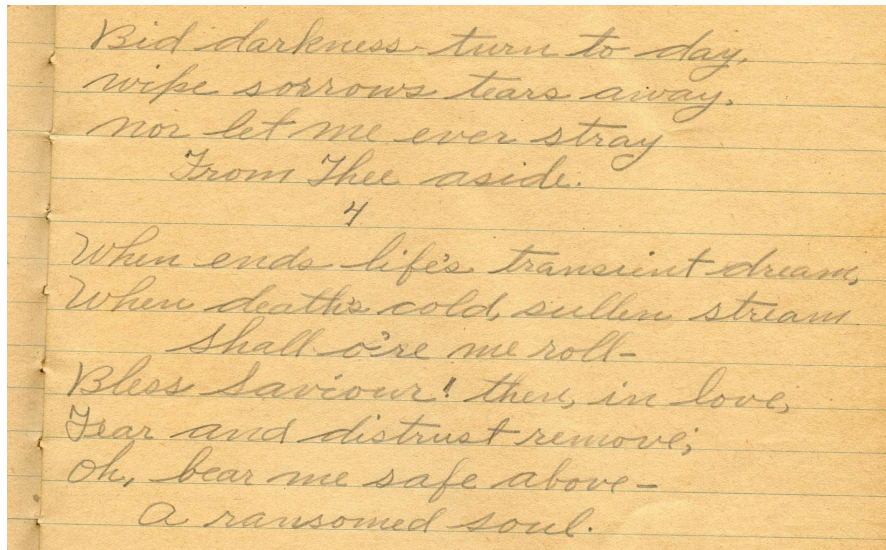 Bid darkness turn to day,
wipe sorrows tears away,
nor let me ever stray
From Thee aside.
4
When ends life's transient dream,
When death's cold, sullen stream
shall o're me roll-
Bless Saviour! then, in love,
Fear and distrust remove;
Oh, bear me safe above-
a ransomed soul.